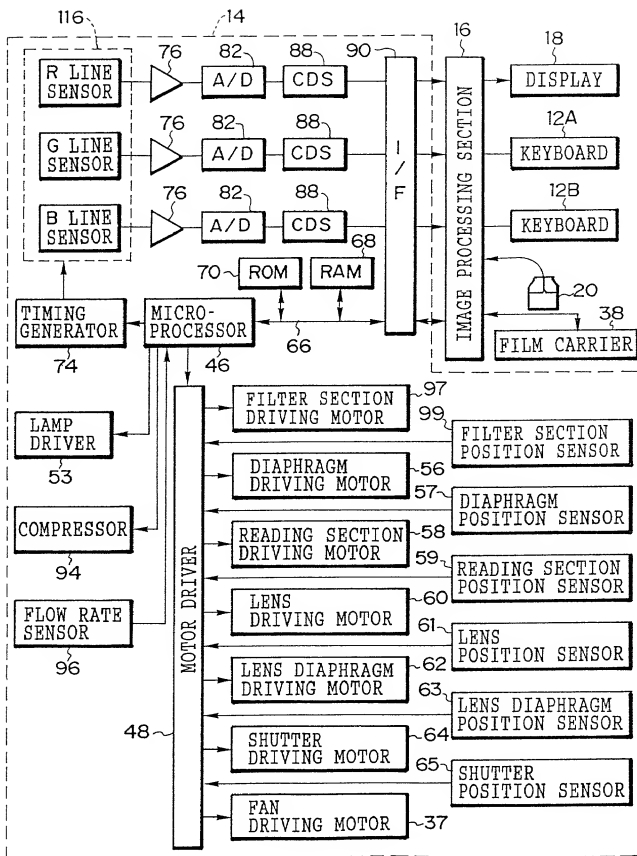 116
14
76
82
88
90
16
18
R LINE
SENSOR
A/D
CDS
DISPLAY
76
82
88
12A
G LINE
SENSOR
A/D
CDS
I/F
IMAGE PROCESSING SECTION
KEYBOARD
76
82
88
12B
B LINE
SENSOR
A/D
CDS
KEYBOARD
68
70
ROM
RAM
20
TIMING
GENERATOR
MICRO-
PROCESSOR
38
FILM CARRIER
74
46
66
LAMP
DRIVER
53
COMPRESSOR
94
FLOW RATE
SENSOR
96
MOTOR DRIVER
48
FILTER SECTION
DRIVING MOTOR
97
99
FILTER SECTION
POSITION SENSOR
DIAPHRAGM
DRIVING MOTOR
56
57
DIAPHRAGM
POSITION SENSOR
READING SECTION
DRIVING MOTOR
58
59
READING SECTION
POSITION SENSOR
LENS
DRIVING MOTOR
60
61
LENS
POSITION SENSOR
LENS DIAPHRAGM
DRIVING MOTOR
62
63
LENS DIAPHRAGM
POSITION SENSOR
SHUTTER
DRIVING MOTOR
64
65
SHUTTER
POSITION SENSOR
FAN
DRIVING MOTOR
37